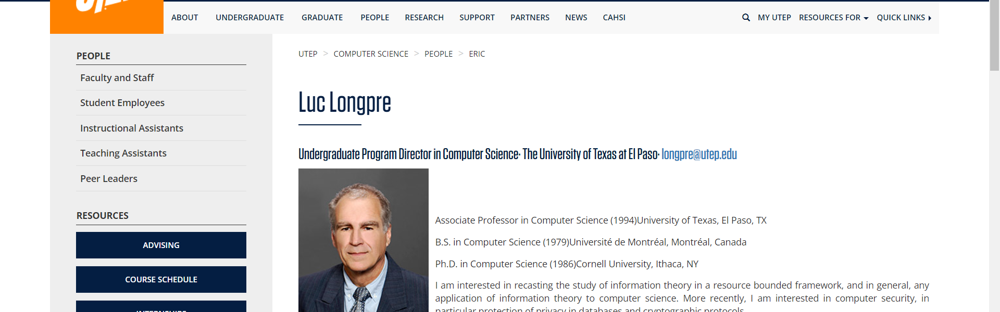 ABOUT UNDERGRADUATE GRADUATE PEOPLE RESEARCH SUPPORT PARTNERS NEWS CAHSI MY UTEP RESOURCES FOR QUICK LINKS
PEOPLE
Faculty and Staff
Student Employees
Instructional Assistants
Teaching Assistants
Peer Leaders
RESOURCES
ADVISING
COURSE SCHEDULE
INTERNSHIPS
UTEP > COMPUTER SCIENCE > PEOPLE > ERIC
Luc Longpre
Undergraduate Program Director in Computer Science· The University of Texas at El Paso· longpre@utep.edu
Associate Professor in Computer Science (1994)University of Texas, El Paso, TX
B.S. in Computer Science (1979)Université de Montréal, Montréal, Canada
Ph.D. in Computer Science (1986)Cornell University, Ithaca, NY
I am interested in recasting the study of information theory in a resource bounded framework, and in general, any
application of information theory to computer science. More recently, I am interested in computer security, in
particular protection of privacy in databases and cryptographic protocols.